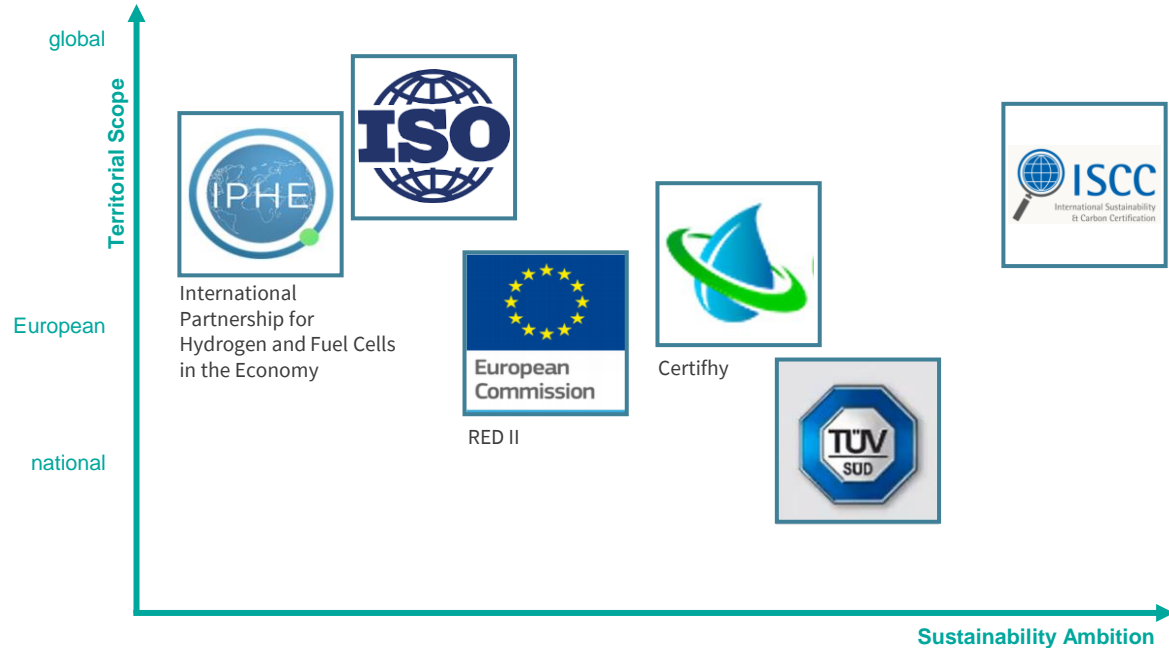 global
Territorial Scope
ISO
IPHE
ISCC
International Sustainability
& Carbon Certification
International
Partnership for
Hydrogen and Fuel Cells
in the Economy
European
European
Commission
Certifhy
RED II
TÜV
SÜD
national
Sustainability Ambition